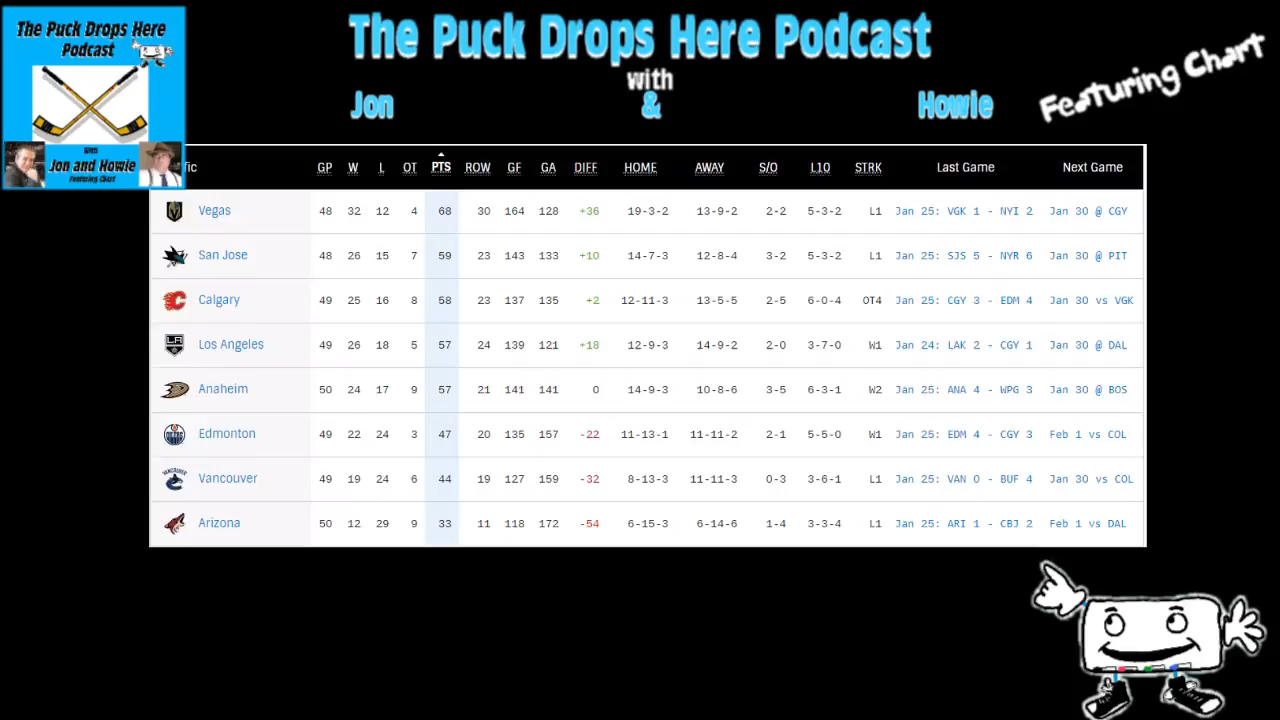 The Puck Drops Here
Podcast
with
Jon and Howie
Featuring Chart
The Puck Drops Here Podcast
with
Jon & Howie
Featuring Chart
fic GP W L OT PTS ROW GF GA DIFF HOME AWAY S/O L10 STRK Last Game Next Game
Vegas 48 32 12 4 68 30 164 128 +36 19-3-2 13-9-2 2-2 5-3-2 L1 Jan 25: VGK 1 - NYI 2 Jan 30 @ CGY
San Jose 48 26 15 7 59 23 143 133 +10 14-7-3 12-8-4 3-2 5-3-2 L1 Jan 25: SJS 5 - NYR 6 Jan 30 @ PIT
Calgary 49 25 16 8 58 23 137 135 +2 12-11-3 13-5-5 2-5 6-0-4 OT4 Jan 25: CGY 3 - EDM 4 Jan 30 vs VGK
Los Angeles 49 26 18 5 57 24 139 121 +18 12-9-3 14-9-2 2-0 3-7-0 W1 Jan 24: LAK 2 - CGY 1 Jan 30 @ DAL
Anaheim 50 24 17 9 57 21 141 141 0 14-9-3 10-8-6 3-5 6-3-1 W2 Jan 25: ANA 4 - WPG 3 Jan 30 @ BOS
Edmonton 49 22 24 3 47 20 135 157 -22 11-13-1 11-11-2 2-1 5-5-0 W1 Jan 25: EDM 4 - CGY 3 Feb 1 vs COL
Vancouver 49 19 24 6 44 19 127 159 -32 8-13-3 11-11-3 0-3 3-6-1 L1 Jan 25: VAN 0 - BUF 4 Jan 30 vs COL
Arizona 50 12 29 9 33 11 118 172 -54 6-15-3 6-14-6 1-4 3-3-4 L1 Jan 25: ARI 1 - CBJ 2 Feb 1 vs DAL